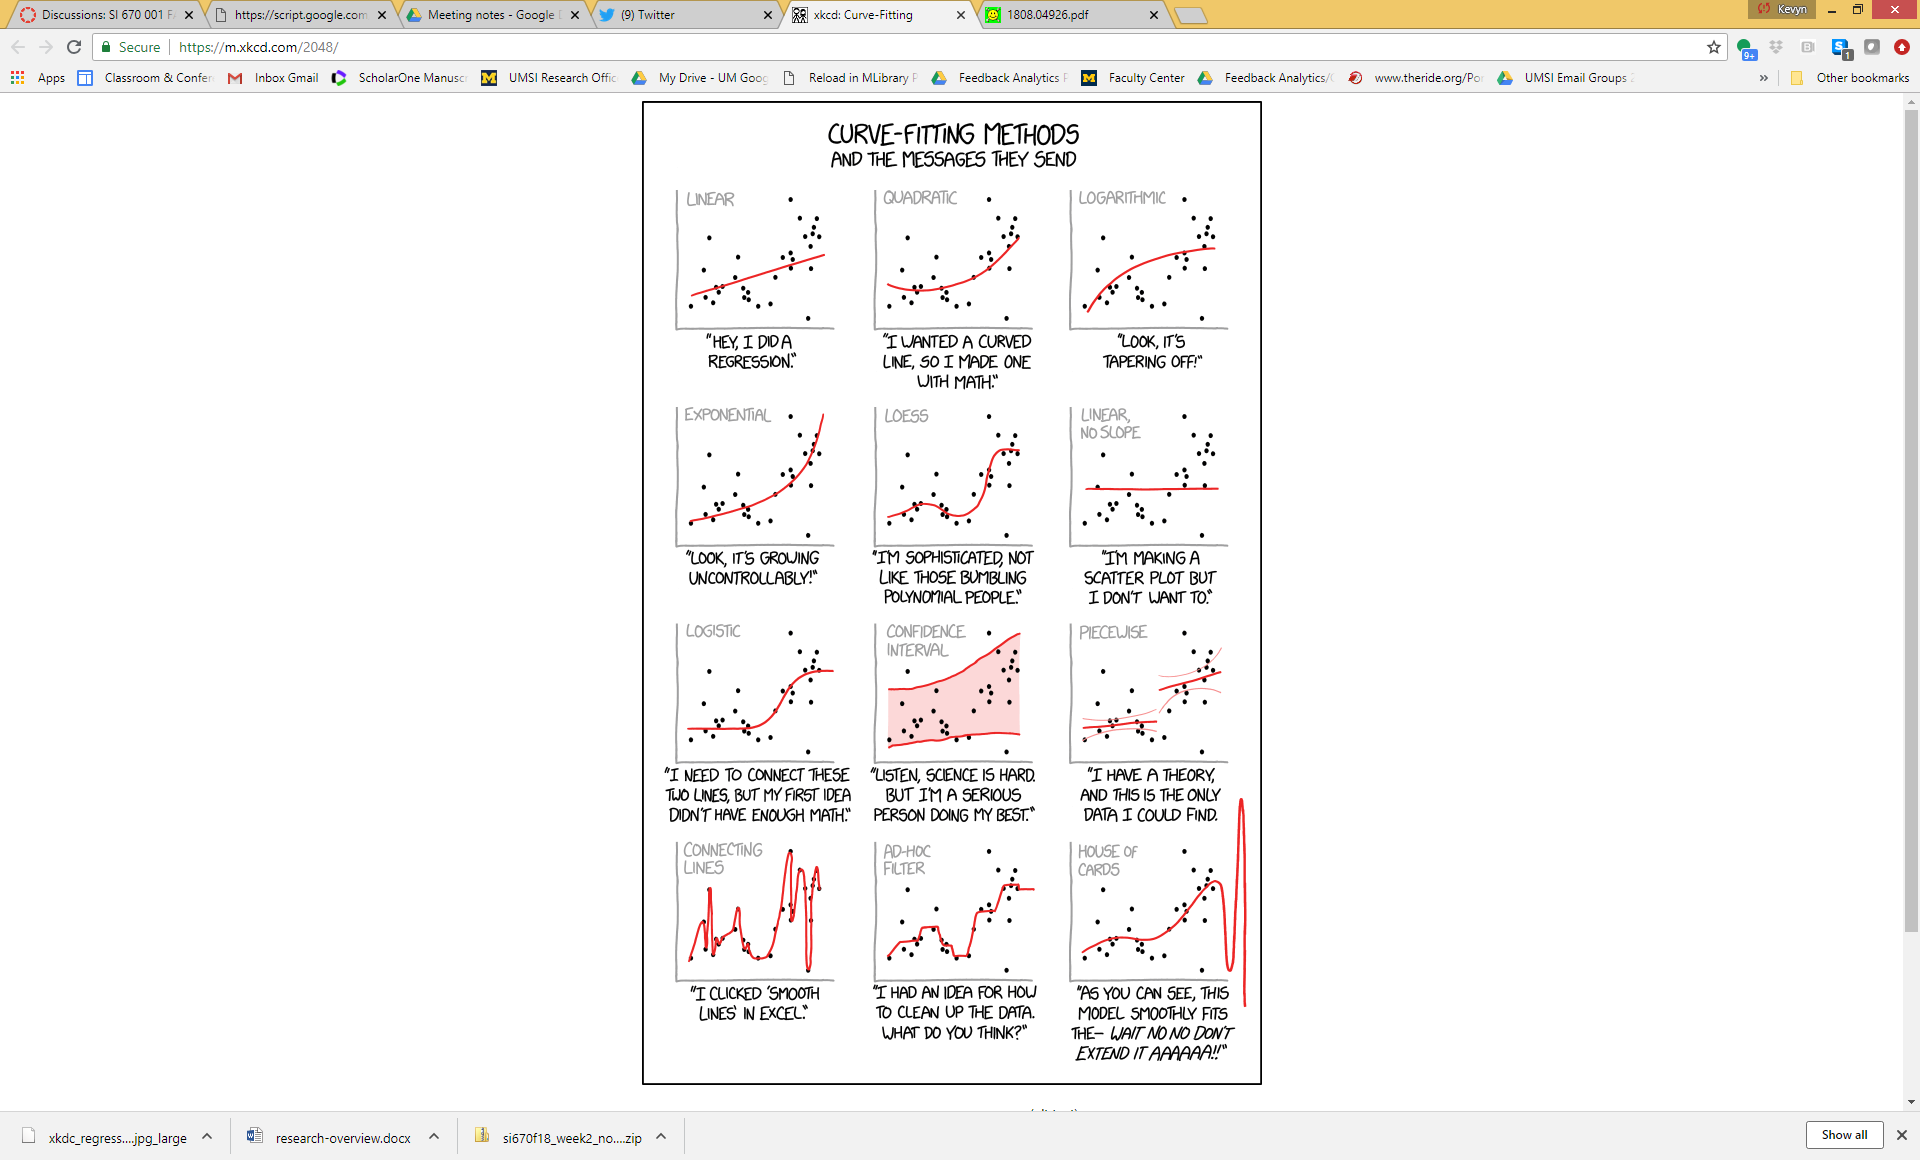 Discussions: SI 670 001 F
https://script.google.com
Meeting notes - Google
(9) Twitter
xkcd: Curve-Fitting
1808.04926.pdf
Kevyn
Secure
https://m.xkcd.com/2048/
9+
1
Apps
Classroom & Confer
Inbox Gmail
ScholarOne Manusc
UMSI Research Offic
My Drive - UM Goog
Reload in MLibrary
Feedback Analytics
Faculty Center
Feedback Analytics/
www.theride.org/Po
UMSI Email Groups
»
Other bookmarks
CURVE-FITTING METHODS
AND THE MESSAGES THEY SEND
LINEAR
"HEY, I DID A
REGRESSION."
QUADRATIC
"I WANTED A CURVED
LINE, SO I MADE ONE
WITH MATH."
LOGARITHMIC
"LOOK, IT'S
TAPERING OFF!"
EXPONENTIAL
"LOOK, IT'S GROWING
UNCONTROLLABLY!"
LOESS
"I'M SOPHISTICATED, NOT
LIKE THOSE BUMBLING
POLYNOMIAL PEOPLE."
LINEAR,
NO SLOPE
"I'M MAKING A
SCATTER PLOT BUT
I DON'T WANT TO."
LOGISTIC
"I NEED TO CONNECT THESE
TWO LINES, BUT MY FIRST IDEA
DIDN'T HAVE ENOUGH MATH."
CONFIDENCE
INTERVAL
"LISTEN, SCIENCE IS HARD.
BUT I'M A SERIOUS
PERSON DOING MY BEST."
PIECEWISE
"I HAVE A THEORY,
AND THIS IS THE ONLY
DATA I COULD FIND.
CONNECTING
LINES
"I CLICKED 'SMOOTH
LINES' IN EXCEL."
AD-HOC
FILTER
"I HAD AN IDEA FOR HOW
TO CLEAN UP THE DATA.
WHAT DO YOU THINK?"
HOUSE OF
CARDS
"AS YOU CAN SEE, THIS
MODEL SMOOTHLY FITS
THE— WAIT NO NO DON'T
EXTEND IT AAAAAA!!"
xkdc_regress....jpg_large
research-overview.docx
si670f18_week2_no....zip
Show all